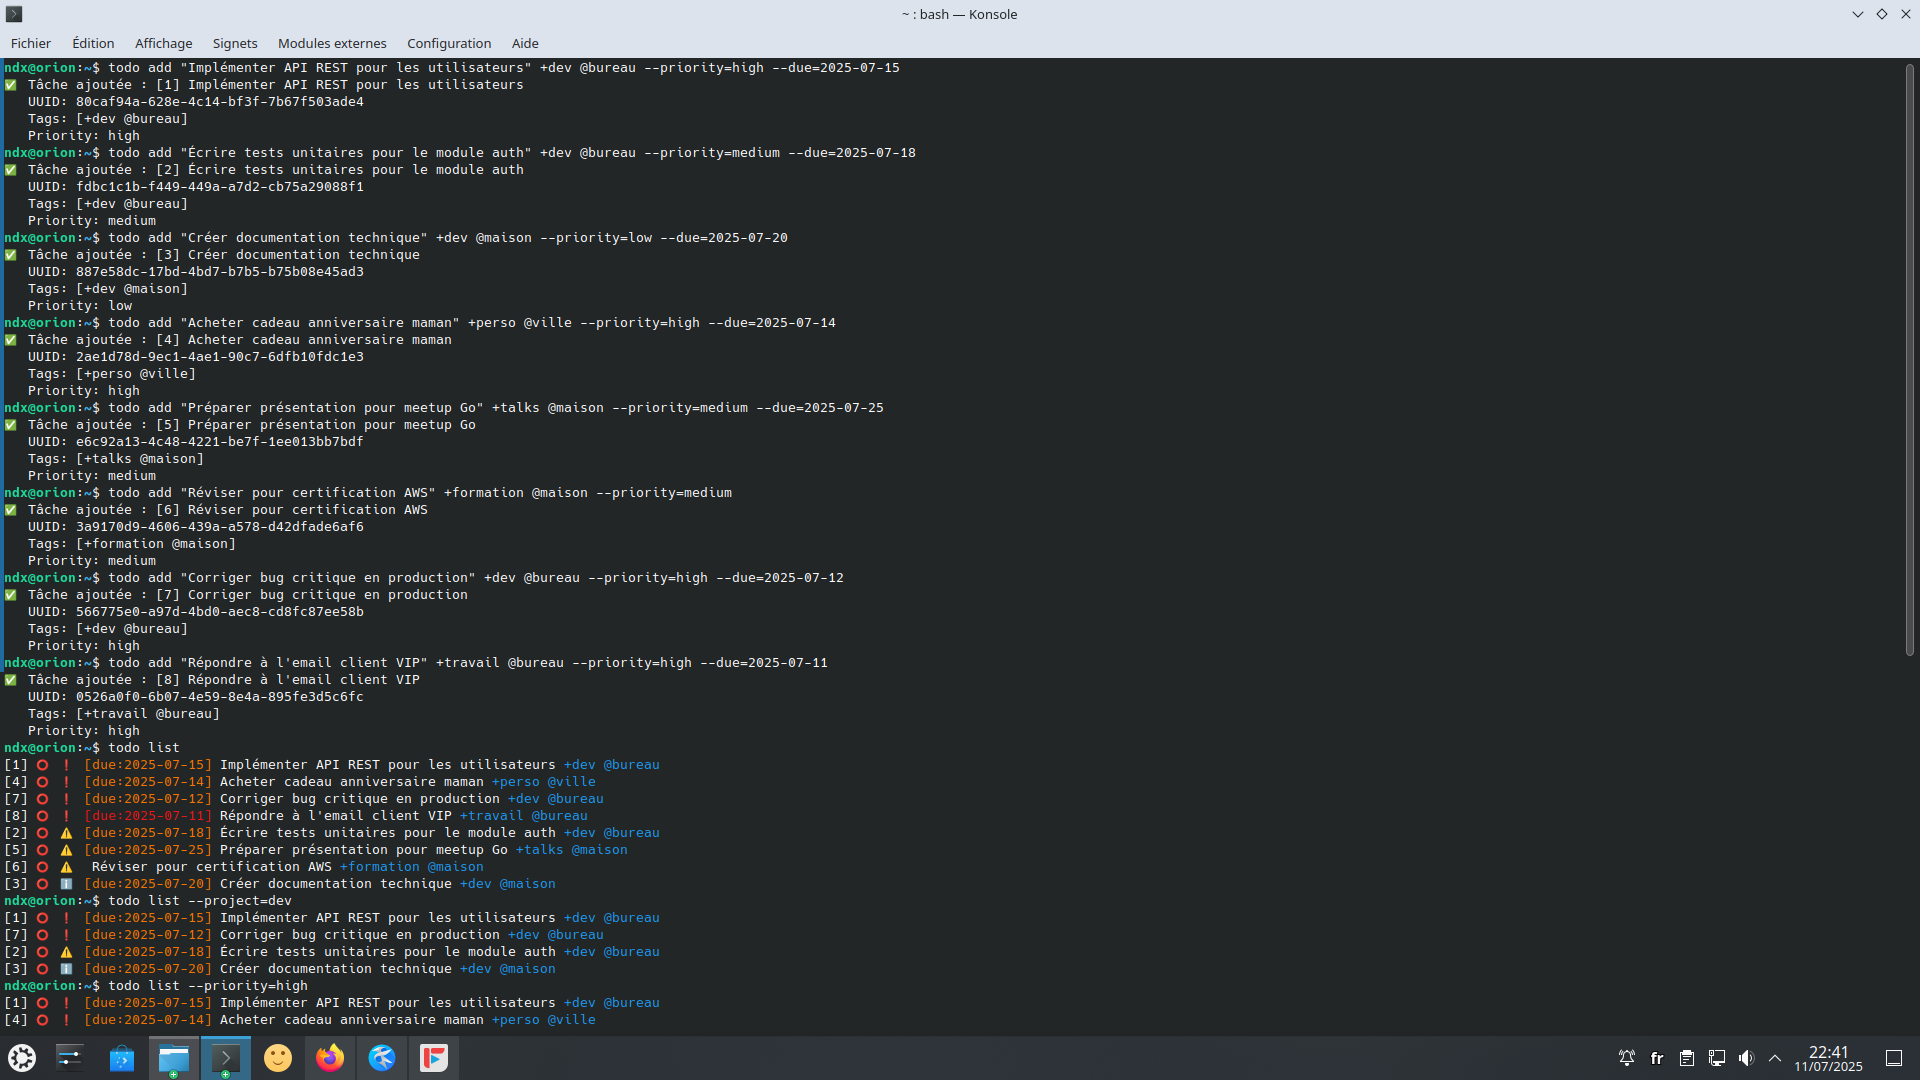 ~ : bash — Konsole
Fichier Édition Affichage Signets Modules externes Configuration Aide
ndx@orion:~$ todo add "Implémenter API REST pour les utilisateurs" +dev @bureau --priority=high --due=2025-07-15
✅ Tâche ajoutée : [1] Implémenter API REST pour les utilisateurs
UUID: 80caf94a-628e-4c14-bf3f-7b67f503ade4
Tags: [+dev @bureau]
Priority: high
ndx@orion:~$ todo add "Écrire tests unitaires pour le module auth" +dev @bureau --priority=medium --due=2025-07-18
✅ Tâche ajoutée : [2] Écrire tests unitaires pour le module auth
UUID: fdbc1c1b-f449-449a-a7d2-cb75a29088f1
Tags: [+dev @bureau]
Priority: medium
ndx@orion:~$ todo add "Créer documentation technique" +dev @maison --priority=low --due=2025-07-20
✅ Tâche ajoutée : [3] Créer documentation technique
UUID: 887e58dc-17bd-4bd7-b7b5-b75b08e45ad3
Tags: [+dev @maison]
Priority: low
ndx@orion:~$ todo add "Acheter cadeau anniversaire maman" +perso @ville --priority=high --due=2025-07-14
✅ Tâche ajoutée : [4] Acheter cadeau anniversaire maman
UUID: 2ae1d78d-9ec1-4ae1-90c7-6dfb10fdc1e3
Tags: [+perso @ville]
Priority: high
ndx@orion:~$ todo add "Préparer présentation pour meetup Go" +talks @maison --priority=medium --due=2025-07-25
✅ Tâche ajoutée : [5] Préparer présentation pour meetup Go
UUID: e6c92a13-4c48-4221-be7f-1ee013bb7bdf
Tags: [+talks @maison]
Priority: medium
ndx@orion:~$ todo add "Réviser pour certification AWS" +formation @maison --priority=medium
✅ Tâche ajoutée : [6] Réviser pour certification AWS
UUID: 3a9170d9-4606-439a-a578-d42dfade6af6
Tags: [+formation @maison]
Priority: medium
ndx@orion:~$ todo add "Corriger bug critique en production" +dev @bureau --priority=high --due=2025-07-12
✅ Tâche ajoutée : [7] Corriger bug critique en production
UUID: 566775e0-a97d-4bd0-aec8-cd8fc87ee58b
Tags: [+dev @bureau]
Priority: high
ndx@orion:~$ todo add "Répondre à l'email client VIP" +travail @bureau --priority=high --due=2025-07-11
✅ Tâche ajoutée : [8] Répondre à l'email client VIP
UUID: 0526a0f0-6b07-4e59-8e4a-895fe3d5c6fc
Tags: [+travail @bureau]
Priority: high
ndx@orion:~$ todo list
[1] ⭕ ❗ [due:2025-07-15] Implémenter API REST pour les utilisateurs +dev @bureau
[4] ⭕ ❗ [due:2025-07-14] Acheter cadeau anniversaire maman +perso @ville
[7] ⭕ ❗ [due:2025-07-12] Corriger bug critique en production +dev @bureau
[8] ⭕ ❗ [due:2025-07-11] Répondre à l'email client VIP +travail @bureau
[2] ⭕ ⚠️ [due:2025-07-18] Écrire tests unitaires pour le module auth +dev @bureau
[5] ⭕ ⚠️ [due:2025-07-25] Préparer présentation pour meetup Go +talks @maison
[6] ⭕ ⚠️ Réviser pour certification AWS +formation @maison
[3] ⭕ ℹ️ [due:2025-07-20] Créer documentation technique +dev @maison
ndx@orion:~$ todo list --project=dev
[1] ⭕ ❗ [due:2025-07-15] Implémenter API REST pour les utilisateurs +dev @bureau
[7] ⭕ ❗ [due:2025-07-12] Corriger bug critique en production +dev @bureau
[2] ⭕ ⚠️ [due:2025-07-18] Écrire tests unitaires pour le module auth +dev @bureau
[3] ⭕ ℹ️ [due:2025-07-20] Créer documentation technique +dev @maison
ndx@orion:~$ todo list --priority=high
[1] ⭕ ❗ [due:2025-07-15] Implémenter API REST pour les utilisateurs +dev @bureau
[4] ⭕ ❗ [due:2025-07-14] Acheter cadeau anniversaire maman +perso @ville
fr
22:41
11/07/2025